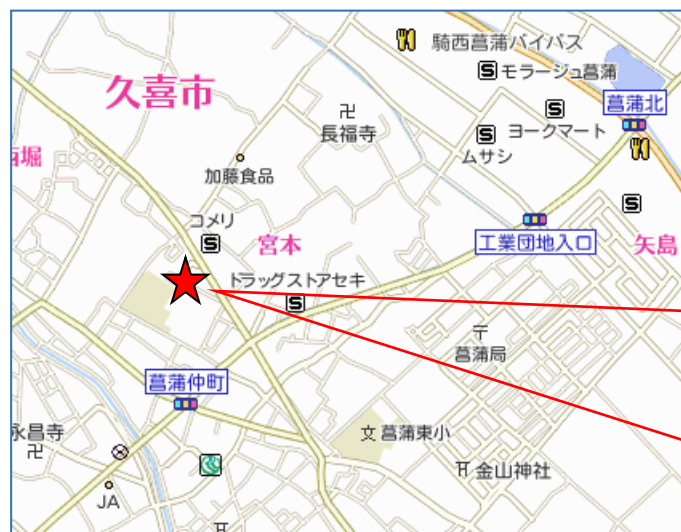 騎西菖蒲バイパス
モラージュ菖蒲
久喜市
菖蒲北
長福寺
ヨークマート
ムサシ
堀
加藤食品
コメリ
宮本
工業団地入口
矢島
ドラッグストアセキ
菖蒲局
菖蒲仲町
永昌寺
文 菖蒲東小
金山神社
JA